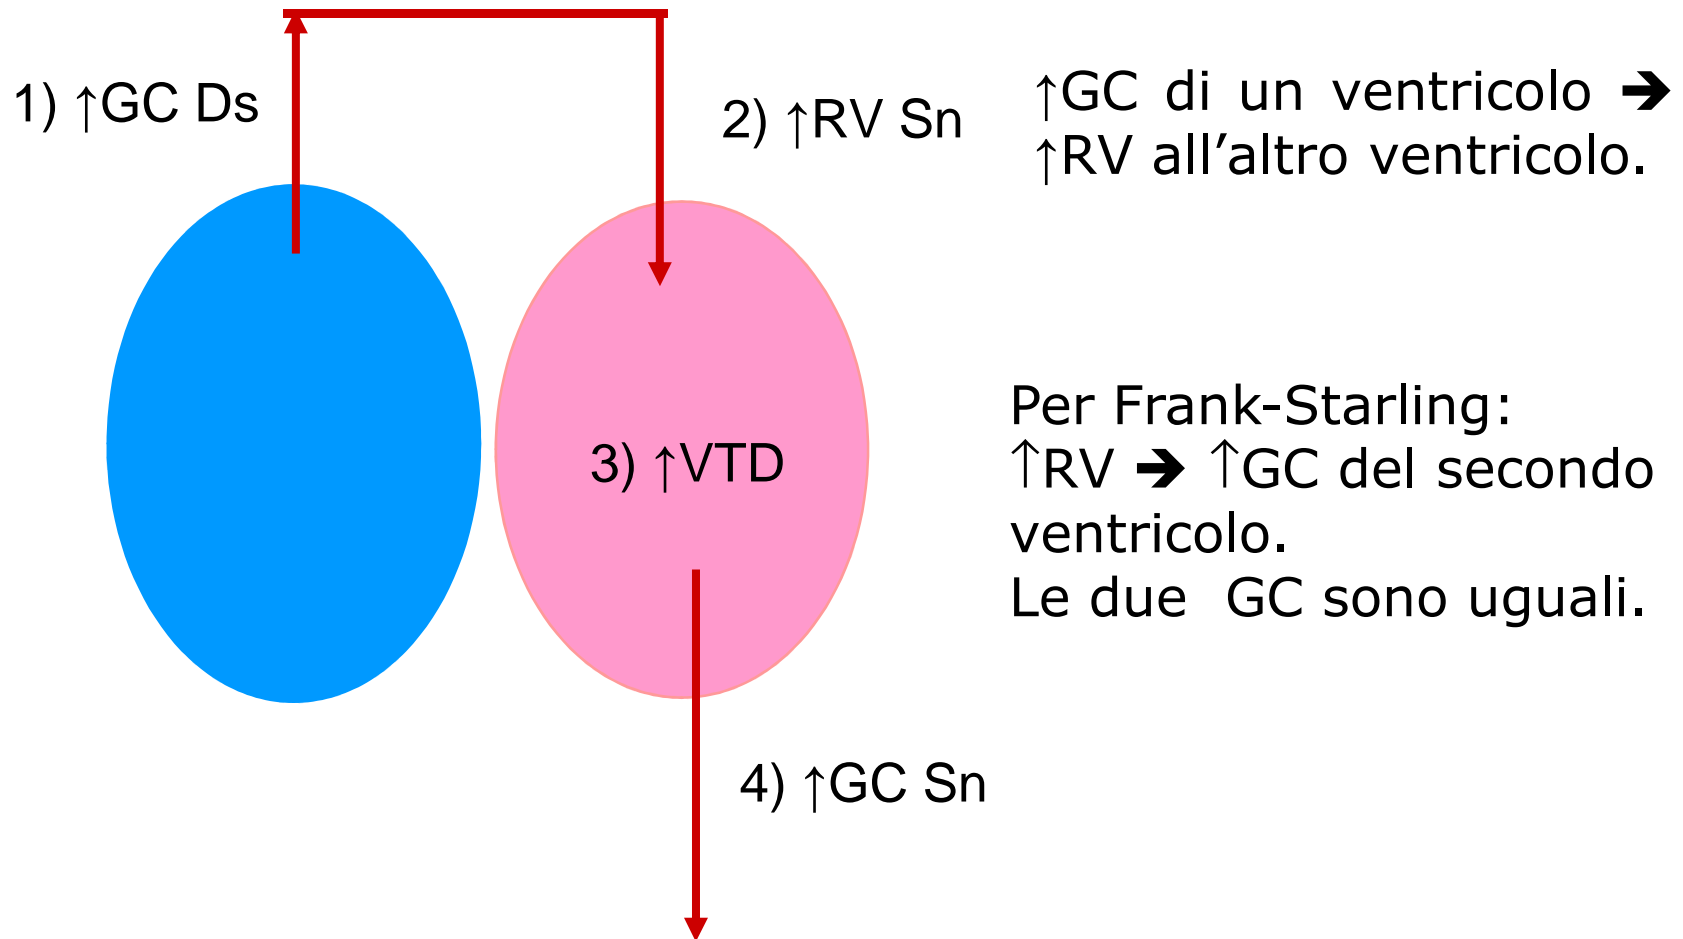 1) ↑GC Ds
2) ↑RV Sn
3) ↑VTD
4) ↑GC Sn
↑GC di un ventricolo ➔
↑RV all’altro ventricolo.
Per Frank-Starling:
↑RV ➔ ↑GC del secondo
ventricolo.
Le due  GC sono uguali.